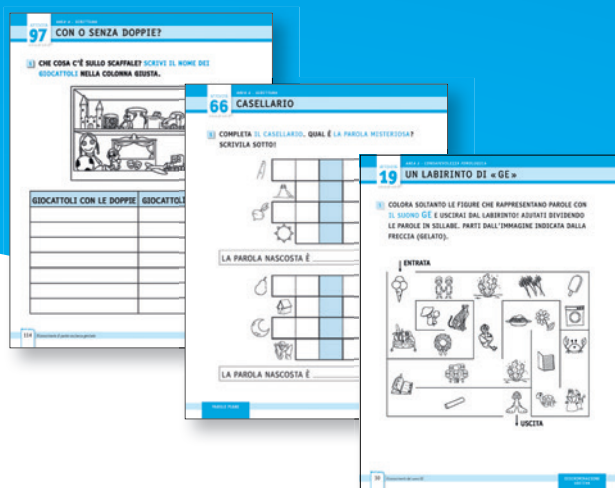 AREA 4 - SCRITTURA
97 CON O SENZA DOPPIE?
CHE COSA C'È SULLO SCAFFALE? SCRIVI IL NOME DEI
GIOCATTOLI NELLA COLONNA GIUSTA.
GIOCATTOLI CON LE DOPPIE GIOCATTOLI
114
AREA 4 - SCRITTURA
66 CASELLARIO
COMPLETA IL CASELLARIO. QUAL È LA PAROLA MISTERIOSA?
SCRIVILA SOTTO!
LA PAROLA NASCOSTA È
LA PAROLA NASCOSTA È
PAROLE PIANE
AREA 2 - CONSAPEVOLEZZA FONOLOGICA
19 UN LABIRINTO DI «GE»
COLORA SOLTANTO LE FIGURE CHE RAPPRESENTANO PAROLE CON
IL SUONO GE E USCIRAI DAL LABIRINTO! AIUTATI DIVIDENDO
LE PAROLE IN SILLABE. PARTI DALL'IMMAGINE INDICATA DALLA
FRECCIA (GELATO).
ENTRATA
USCITA
DISCRIMINAZIONE